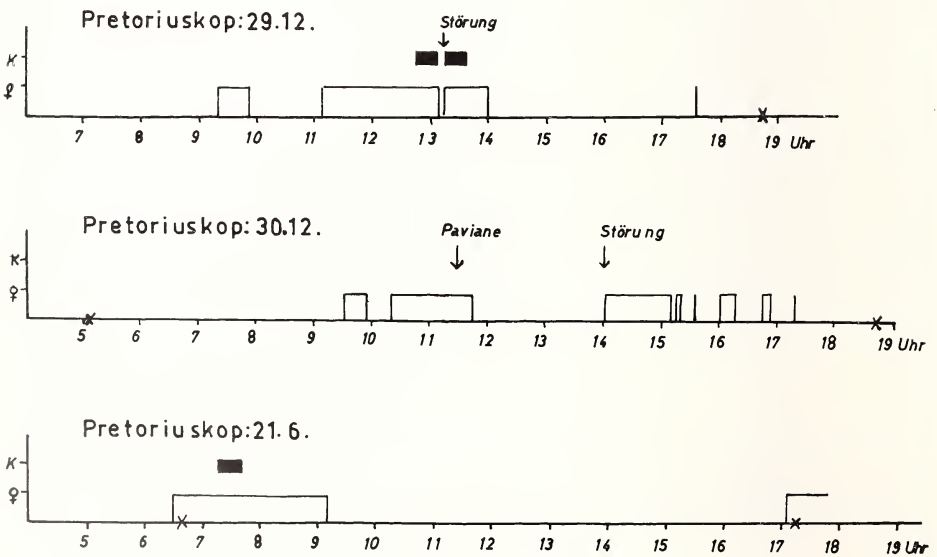 Pretoriuskop: 29.12.
Störung
K
♀
7 8 9 10 11 12 13 14 15 16 17 18 19 Uhr
Pretoriuskop: 30.12.
Paviane Störung
K
♀
5 6 7 8 9 10 11 12 13 14 15 16 17 18 19 Uhr
Pretoriuskop: 21.6.
K
♀
5 6 7 8 9 10 11 12 13 14 15 16 17 18 19 Uhr